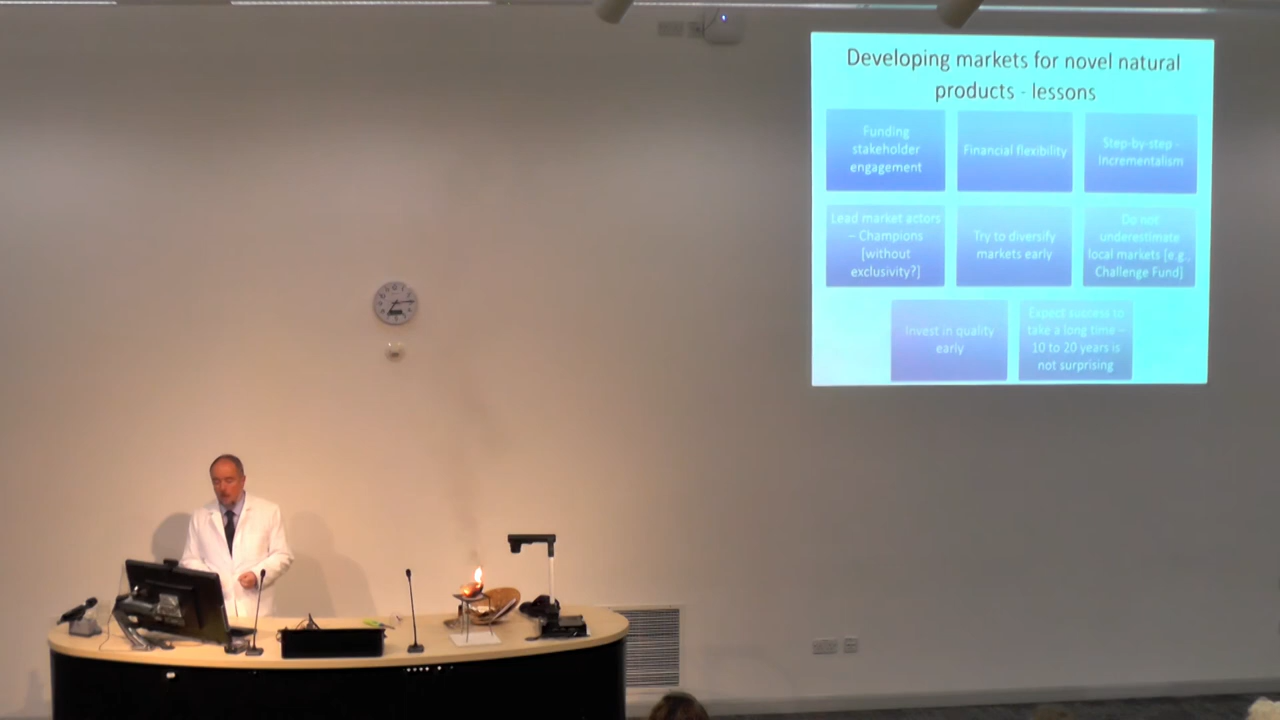 Developing markets for novel natural
products - lessons
Funding
stakeholder
engagement
Financial flexibility
Step-by-step -
Incrementalism
Lead market actors
– Champions
[without
exclusivity?]
Try to diversify
markets early
Do not
underestimate
local markets [e.g.,
Challenge Fund]
Invest in quality
early
Expect success to
take a long time –
10 to 20 years is
not surprising